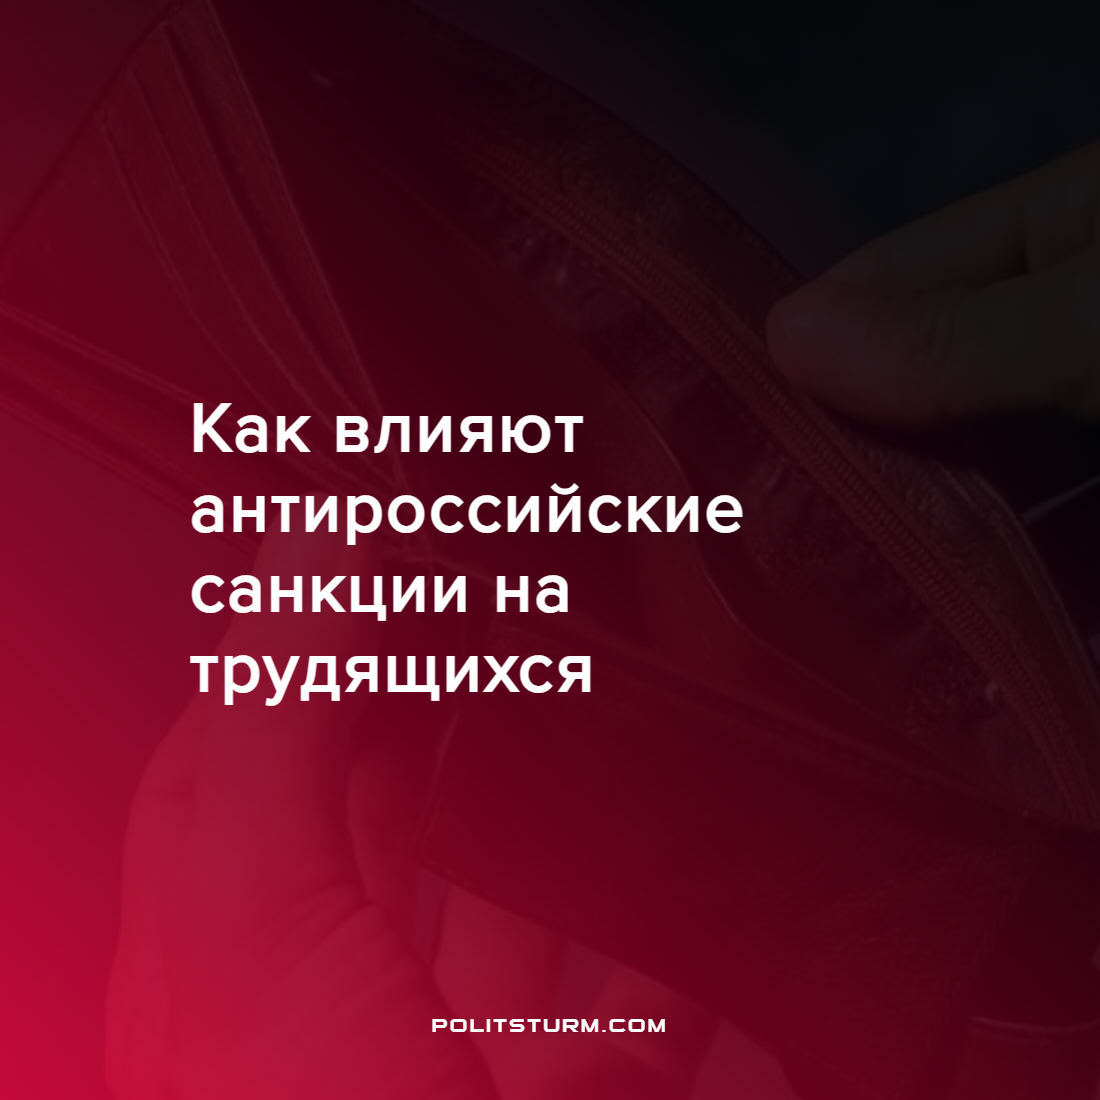 Как влияют
антироссийские
санкции на
трудящихся
POLITSTURM.COM